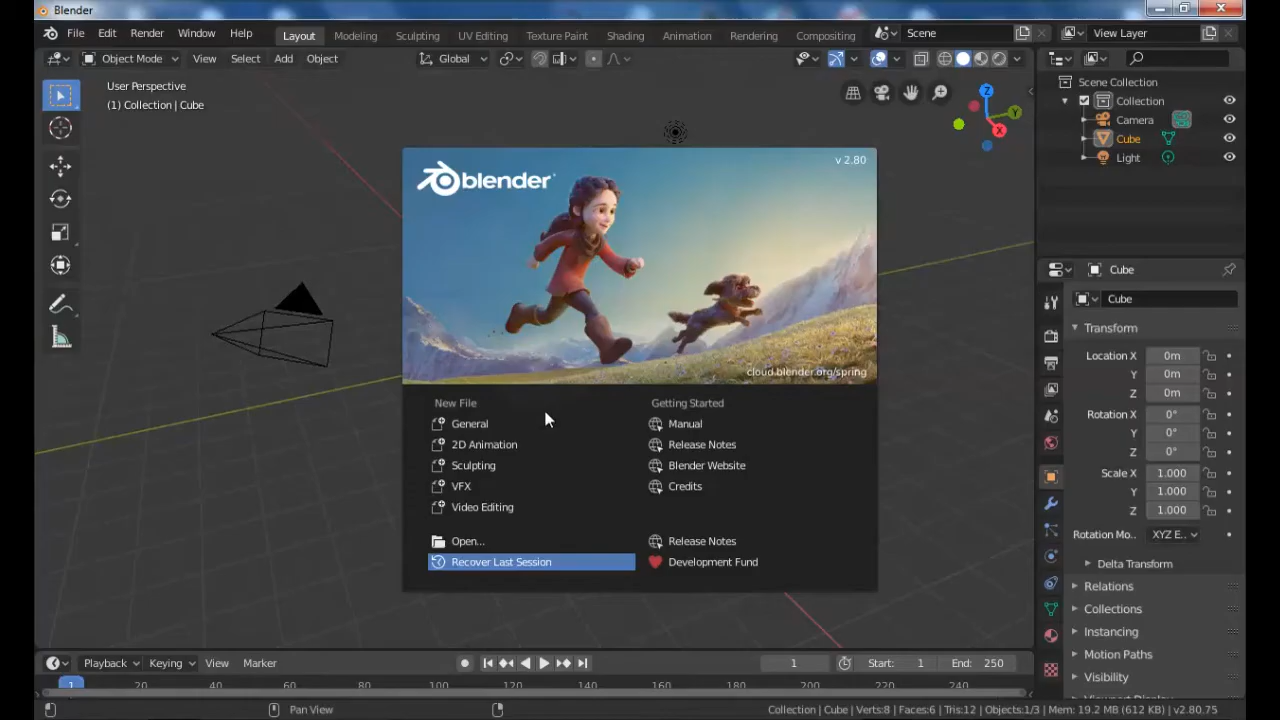 Blender
File Edit Render Window Help Layout Modeling Sculpting UV Editing Texture Paint Shading Animation Rendering Compositing Scene View Layer
Object Mode View Select Add Object Global
User Perspective
(1) Collection | Cube
Z
Y
X
Scene Collection
Collection
Camera
Cube
Light
blender
v 2.80
cloud.blender.org/spring
New File
General
2D Animation
Sculpting
VFX
Video Editing
Open...
Recover Last Session
Getting Started
Manual
Release Notes
Blender Website
Credits
Release Notes
Development Fund
Cube
Cube
Transform
Location X 0m
Y 0m
Z 0m
Rotation X 0°
Y 0°
Z 0°
Scale X 1.000
Y 1.000
Z 1.000
Rotation Mo.. XYZ E..
Delta Transform
Relations
Collections
Instancing
Motion Paths
Visibility
Viewport Display
Playback Keying View Marker 1 Start: 1 End: 250
1 20 40 60 80 100 120 140 160 180 200 220 240
Pan View
Collection | Cube | Verts:8 | Faces:6 | Tris:12 | Objects:1/3 | Mem: 19.2 MB (612 KB) | v2.80.75